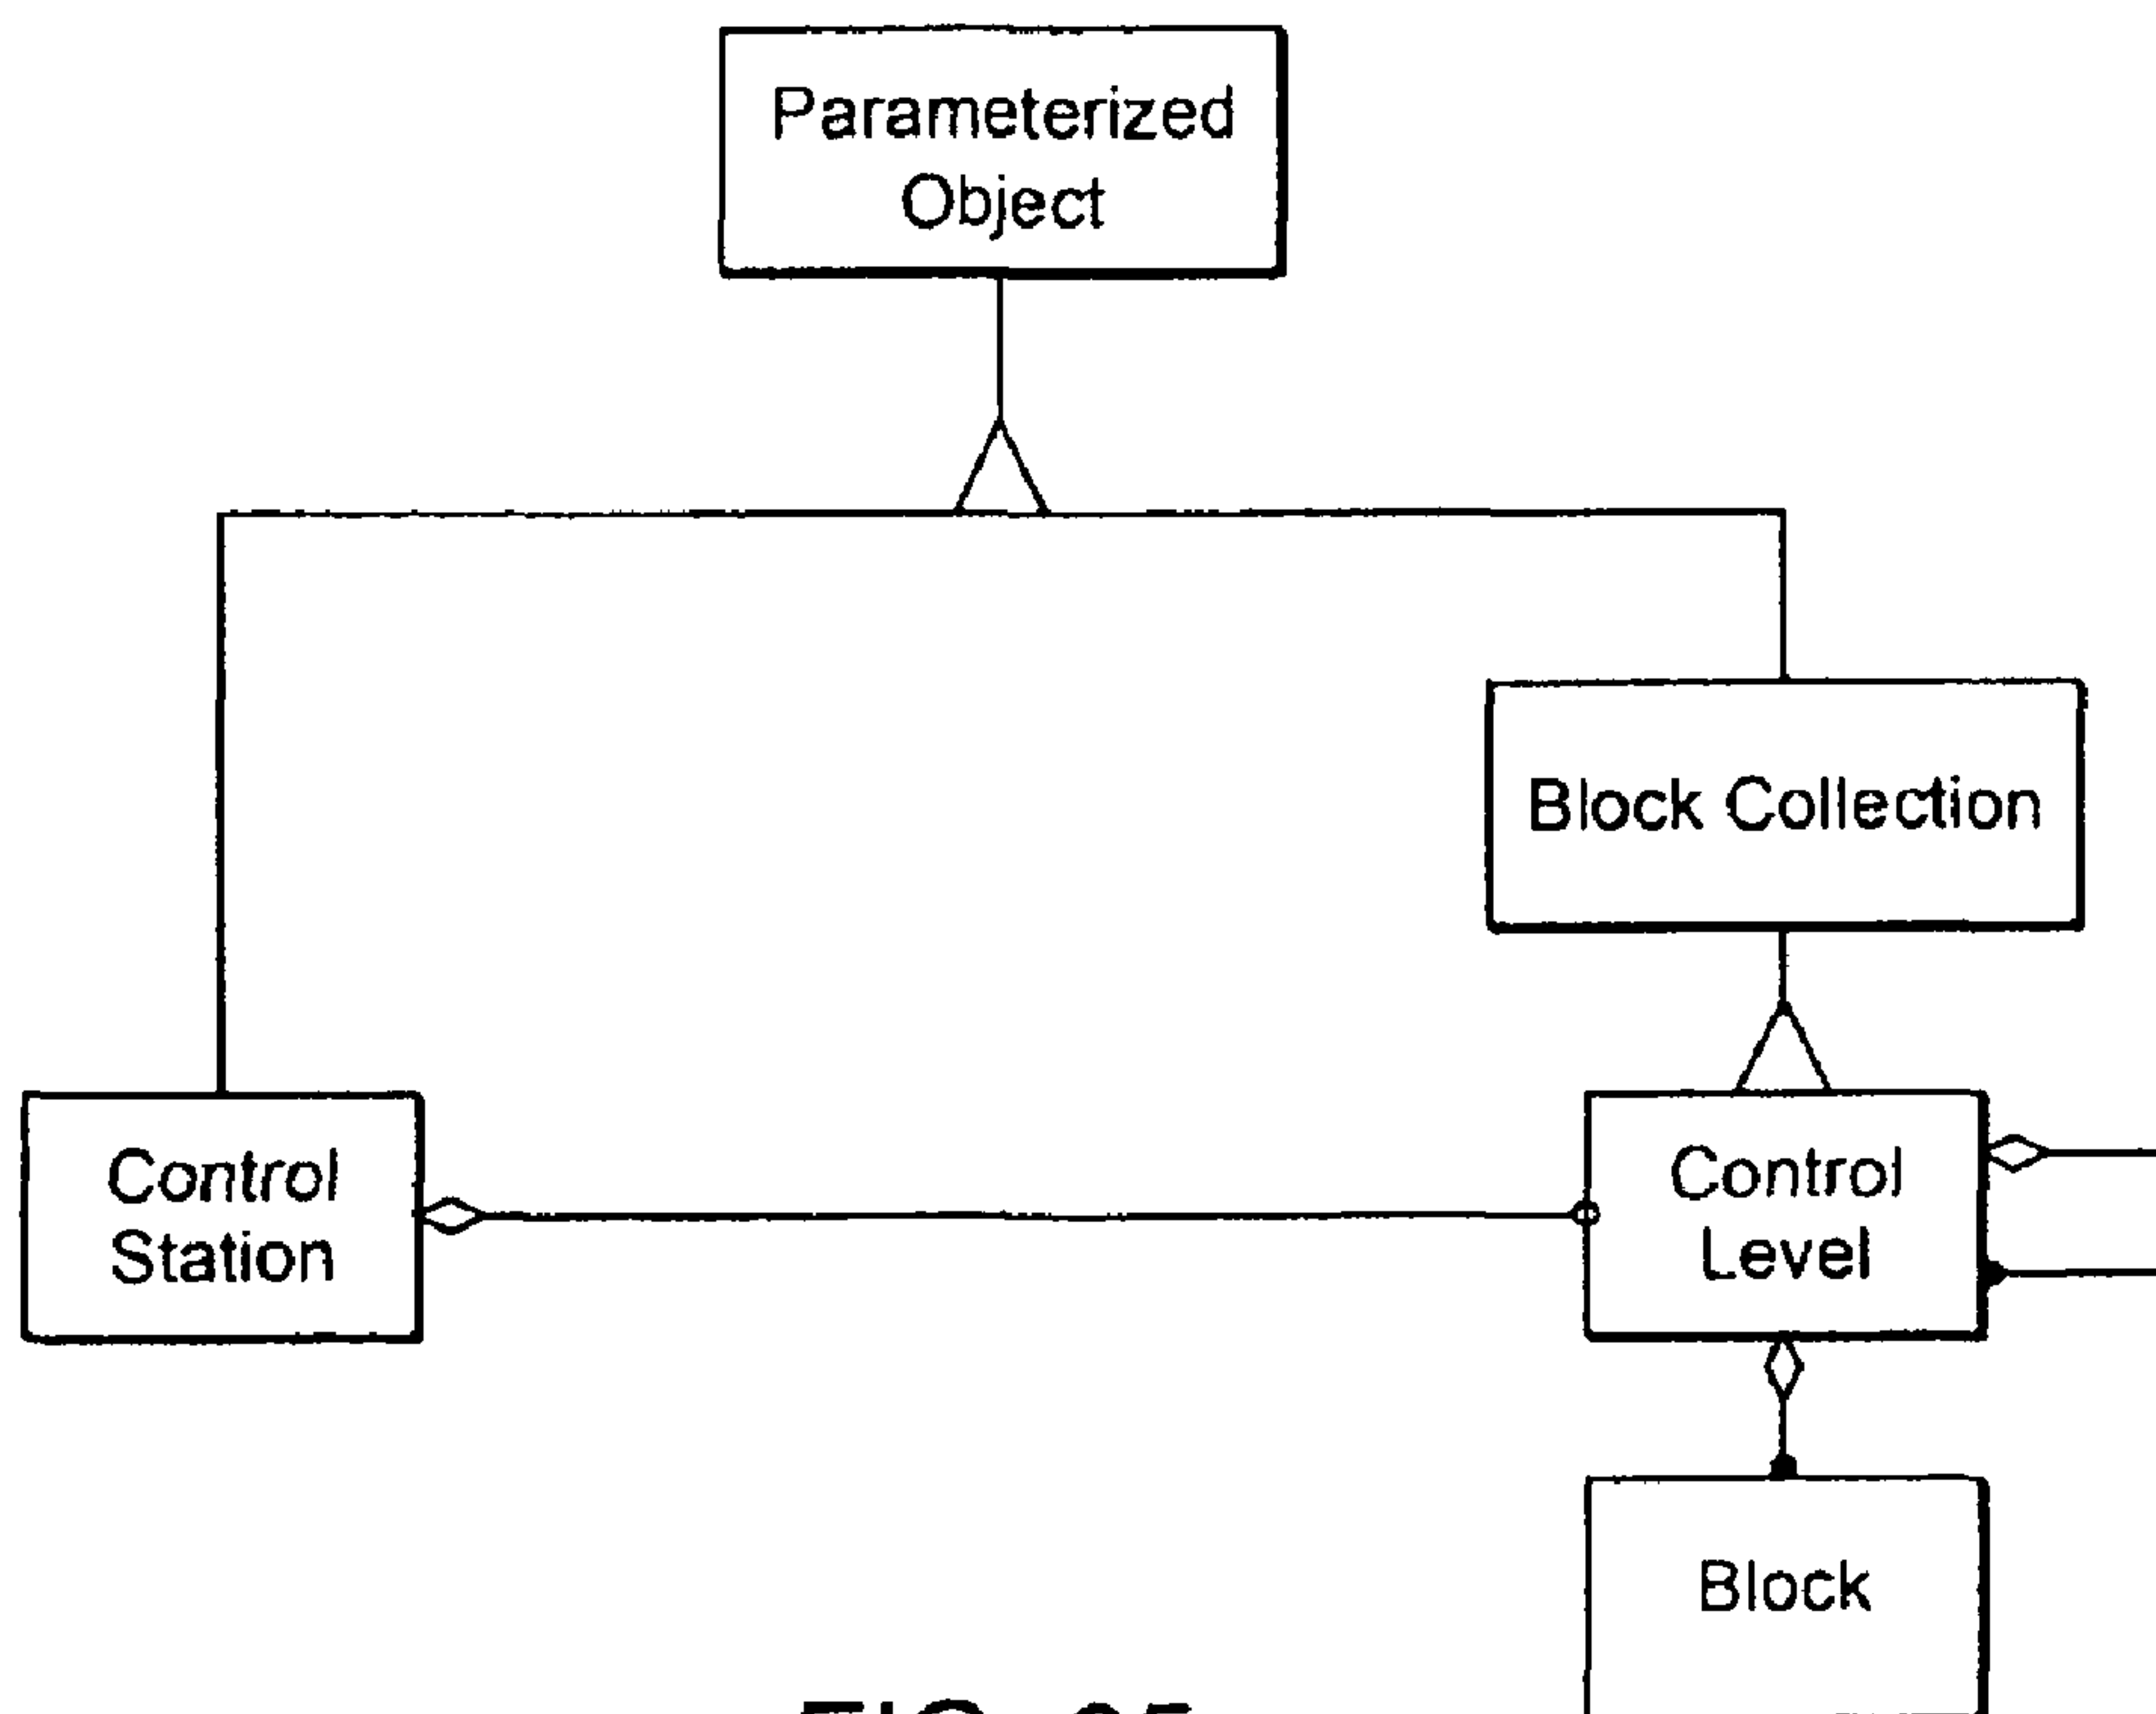 Parameterized
Object
Block Collection
Control
Station
Control
Level
Block